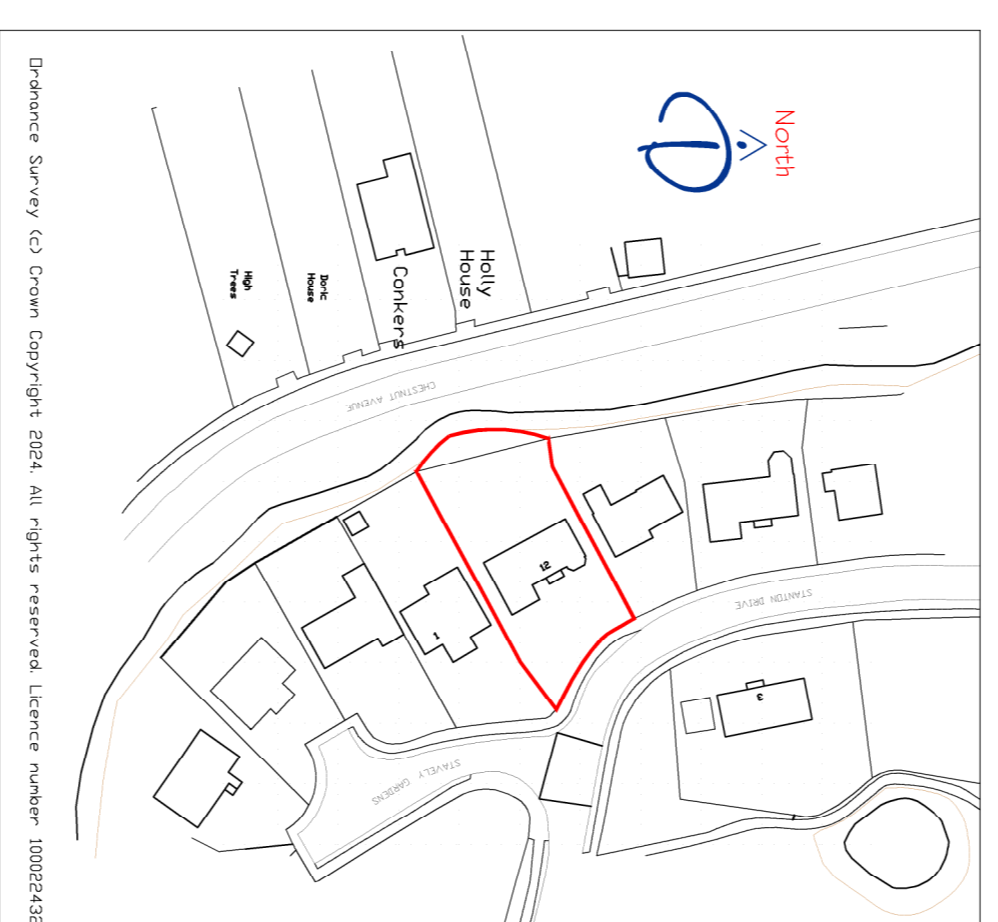 North
Holly
House
Conkers
Doric
House
High
Trees
CHESTNUT AVENUE
12
1
STANTON DRIVE
3
STAVELY GARDENS
Ordnance Survey (c) Crown Copyright 2024. All rights reserved. Licence number 100022432